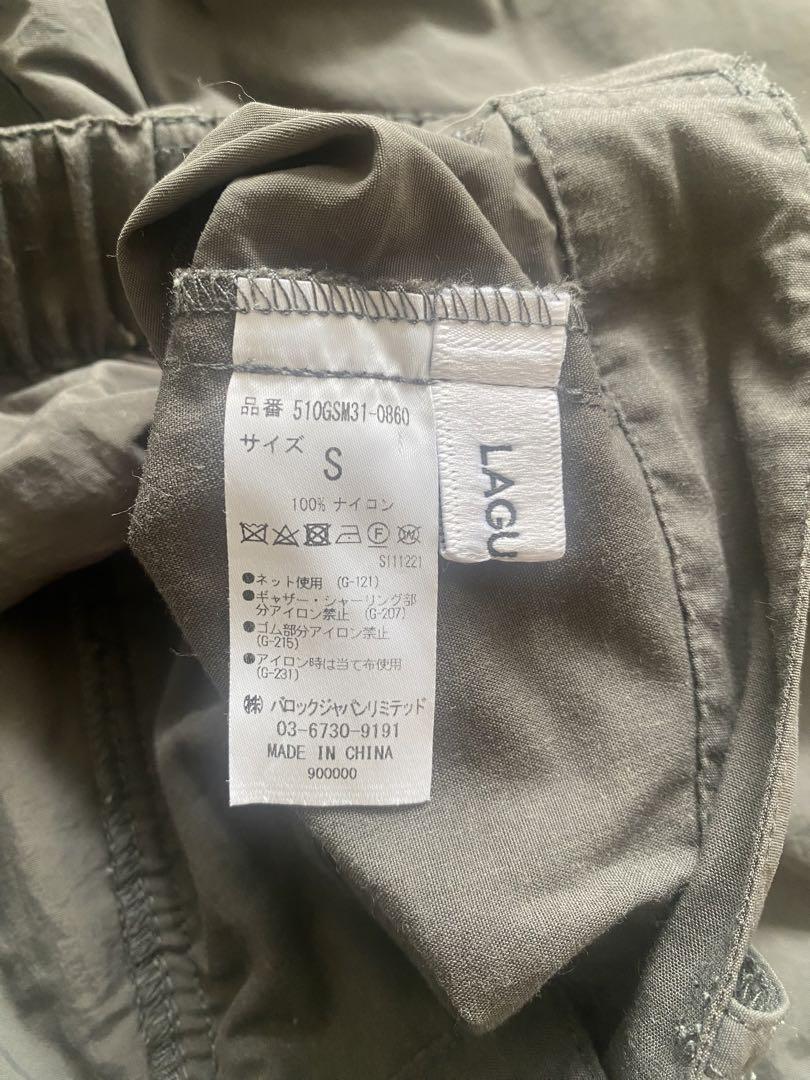 品番 510GSM31-0860
サイズ S
100% ナイロン
F W
S111221
●ネット使用 (G-121)
●ギャザー・シャーリング部
分アイロン禁止 (G-207)
●ゴム部分アイロン禁止
(G-215)
●アイロン時は当て布使用
(G-231)
㈱ バロックジャパンリミテッド
03-6730-9191
MADE IN CHINA
900000
LAGU